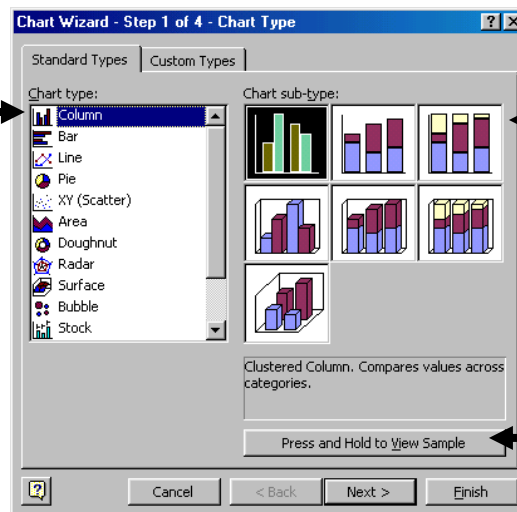 Chart Wizard - Step 1 of 4 - Chart Type
Standard Types
Custom Types
Chart type:
Chart sub-type:
Column
Bar
Line
Pie
XY (Scatter)
Area
Doughnut
Radar
Surface
Bubble
Stock
Clustered Column. Compares values across
categories.
Press and Hold to View Sample
Cancel
< Back
Next >
Finish